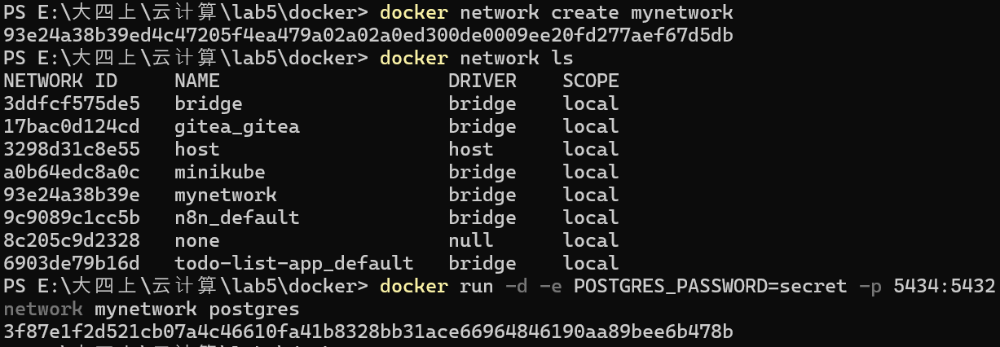 PS E:\大四上\云计算\lab5\docker> docker network create mynetwork
93e24a38b39ed4c47205f4ea479a02a02a0ed300de0009ee20fd277aef67d5db
PS E:\大四上\云计算\lab5\docker> docker network ls
NETWORK ID     NAME                    DRIVER    SCOPE
3ddfcf575de5   bridge                  bridge    local
17bac0d124cd   gitea_gitea             bridge    local
3298d31c8e55   host                    host      local
a0b64edc8a0c   minikube                bridge    local
93e24a38b39e   mynetwork               bridge    local
9c9089c1cc5b   n8n_default             bridge    local
8c205c9d2328   none                    null      local
6903de79b16d   todo-list-app_default   bridge    local
PS E:\大四上\云计算\lab5\docker> docker run -d -e POSTGRES_PASSWORD=secret -p 5434:5432
network mynetwork postgres
3f87e1f2d521cb07a4c46610fa41b8328bb31ace66964846190aa89bee6b478b